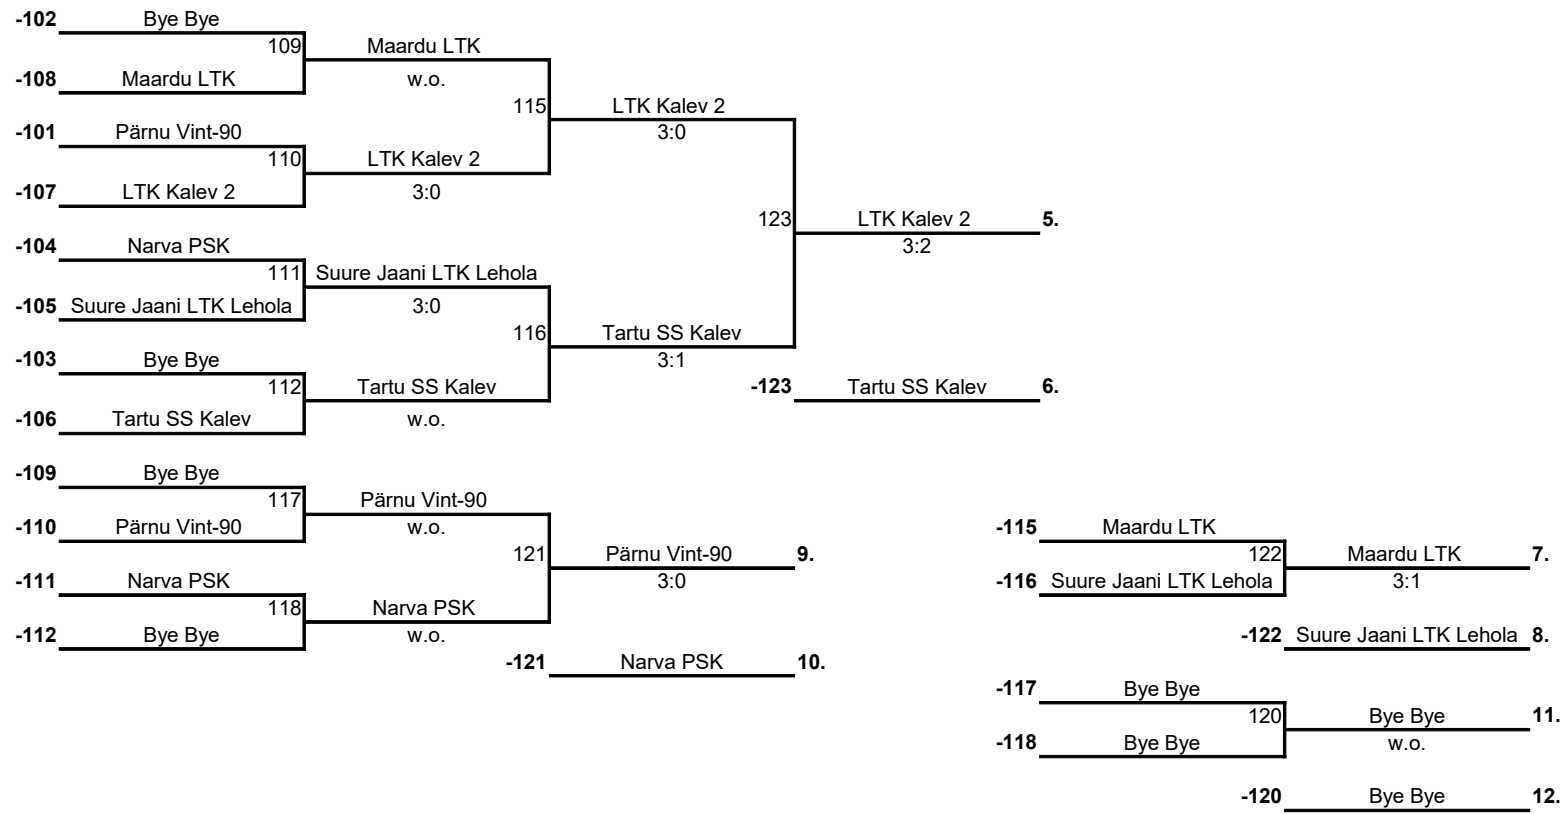 -102 Bye Bye
109 Maardu LTK
-108 Maardu LTK w.o.
115 LTK Kalev 2
-101 Pärnu Vint-90 3:0
110 LTK Kalev 2
-107 LTK Kalev 2 3:0
123 LTK Kalev 2 5.
-104 Narva PSK 3:2
111 Suure Jaani LTK Lehola
-105 Suure Jaani LTK Lehola 3:0
116 Tartu SS Kalev
-103 Bye Bye 3:1
112 Tartu SS Kalev -123 Tartu SS Kalev 6.
-106 Tartu SS Kalev w.o.
-109 Bye Bye
117 Pärnu Vint-90
-110 Pärnu Vint-90 w.o. -115 Maardu LTK
121 Pärnu Vint-90 9. 122 Maardu LTK 7.
-111 Narva PSK 3:0 -116 Suure Jaani LTK Lehola 3:1
118 Narva PSK
-112 Bye Bye w.o. -122 Suure Jaani LTK Lehola 8.
-121 Narva PSK 10.
-117 Bye Bye
120 Bye Bye 11.
-118 Bye Bye w.o.
-120 Bye Bye 12.